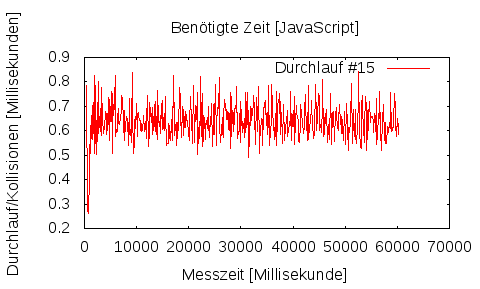 Benötigte Zeit [JavaScript]
Durchlauf/Kollisionen [Millisekunden]
0.9
0.8
0.7
0.6
0.5
0.4
0.3
0.2
Durchlauf #15
0 10000 20000 30000 40000 50000 60000 70000
Messzeit [Millisekunde]